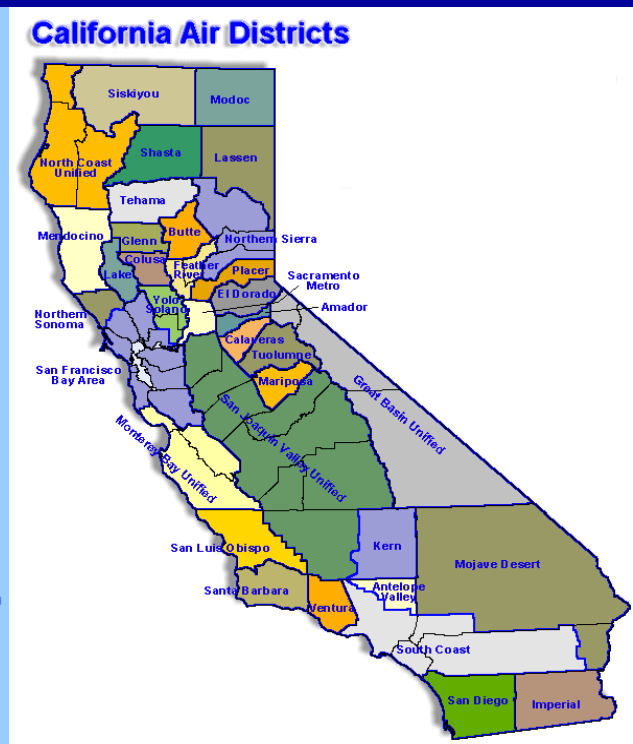 California Air Districts
Siskiyou
Modoc
North Coast
Unified
Shasta
Lassen
Tehama
Mendocino
Glenn
Butte
Northern Sierra
Colusa
Feather
River
Placer
Lake
Sacramento
Metro
Yolo
Solano
El Dorado
Amador
Northern
Sonoma
Calaveras
Tuolumne
San Francisco
Bay Area
Mariposa
Great Basin Unified
Monterey Bay Unified
San Joaquin Valley Unified
San Luis Obispo
Kern
Mojave Desert
Santa Barbara
Ventura
Antelope
Valley
South Coast
San Diego
Imperial